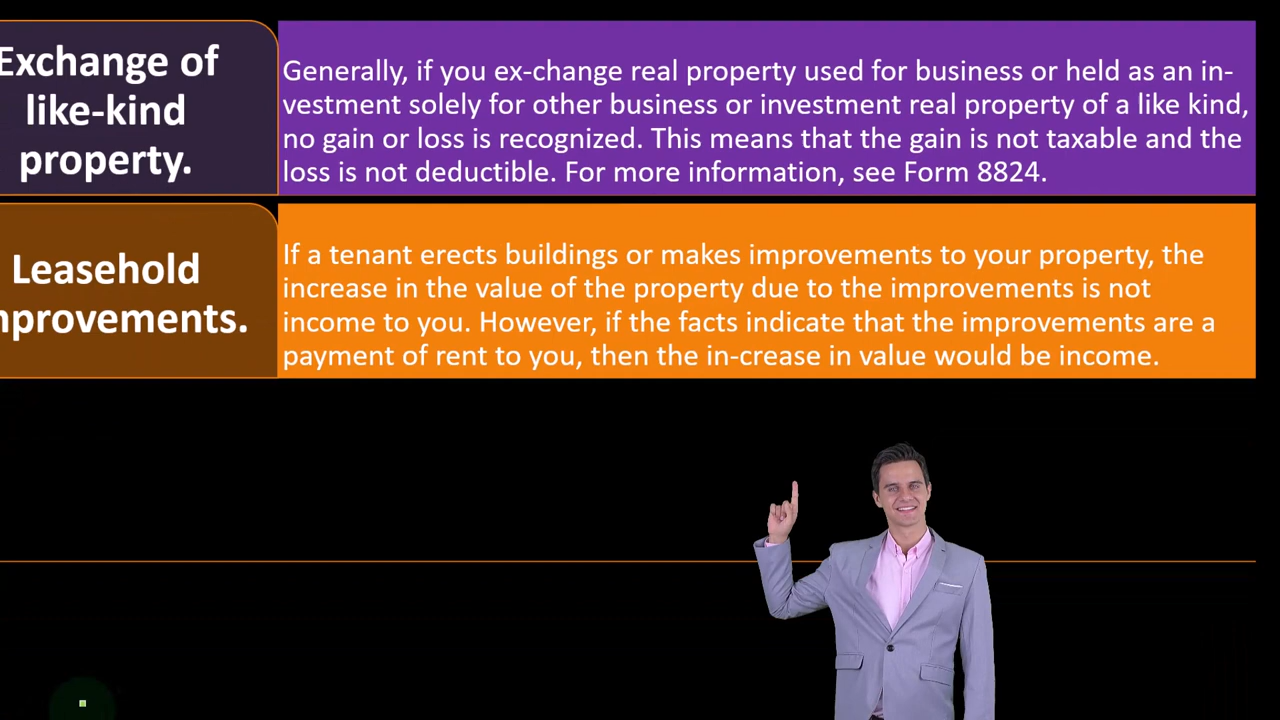 Exchange of
like-kind
property.
Generally, if you ex-change real property used for business or held as an in-
vestment solely for other business or investment real property of a like kind,
no gain or loss is recognized. This means that the gain is not taxable and the
loss is not deductible. For more information, see Form 8824.
Leasehold
mprovements.
If a tenant erects buildings or makes improvements to your property, the
increase in the value of the property due to the improvements is not
income to you. However, if the facts indicate that the improvements are a
payment of rent to you, then the in-crease in value would be income.